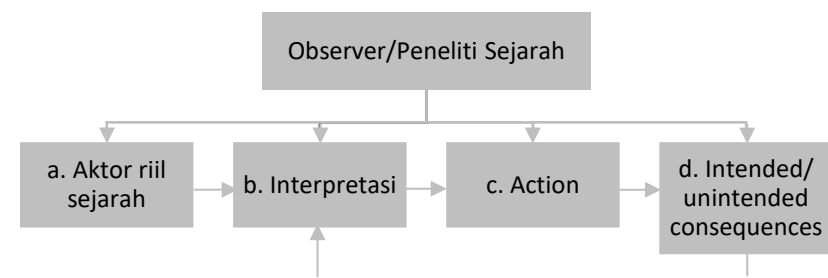 Observer/Peneliti Sejarah
a. Aktor riil
sejarah
b. Interpretasi
c. Action
d. Intended/
unintended
consequences